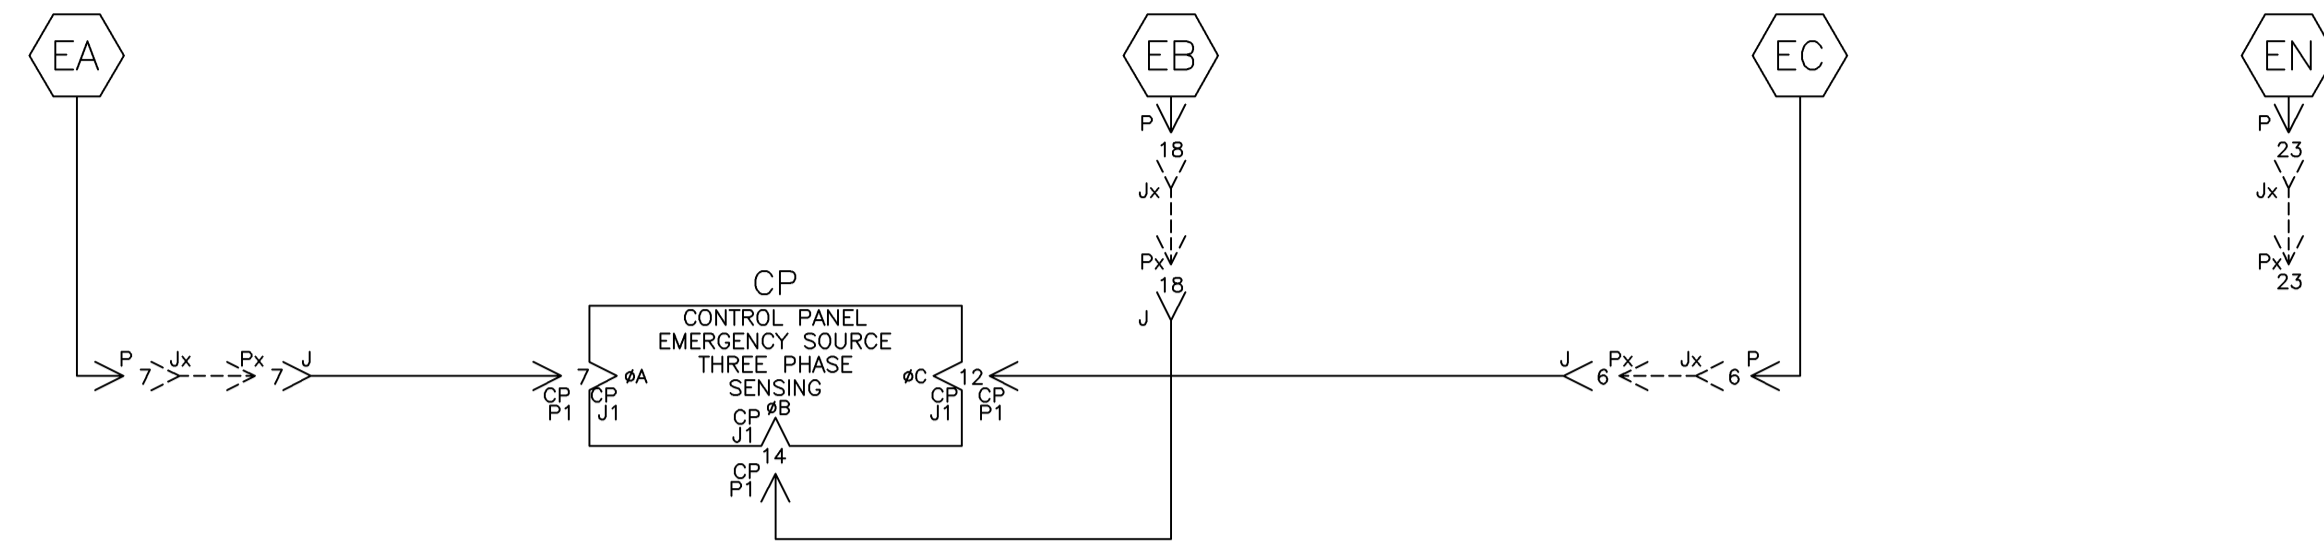 EA
EB
EC
EN
P
P
18
23
Jx
Jx
Px
Px
18
23
J
CP
CONTROL PANEL
EMERGENCY SOURCE
THREE PHASE
SENSING
P
7
Jx
Px
7
J
7
øA
øC
12
J
6
Px
Jx
6
P
CP
P1
CP
J1
CP
J1
CP
P1
øB
CP
J1
14
CP
P1